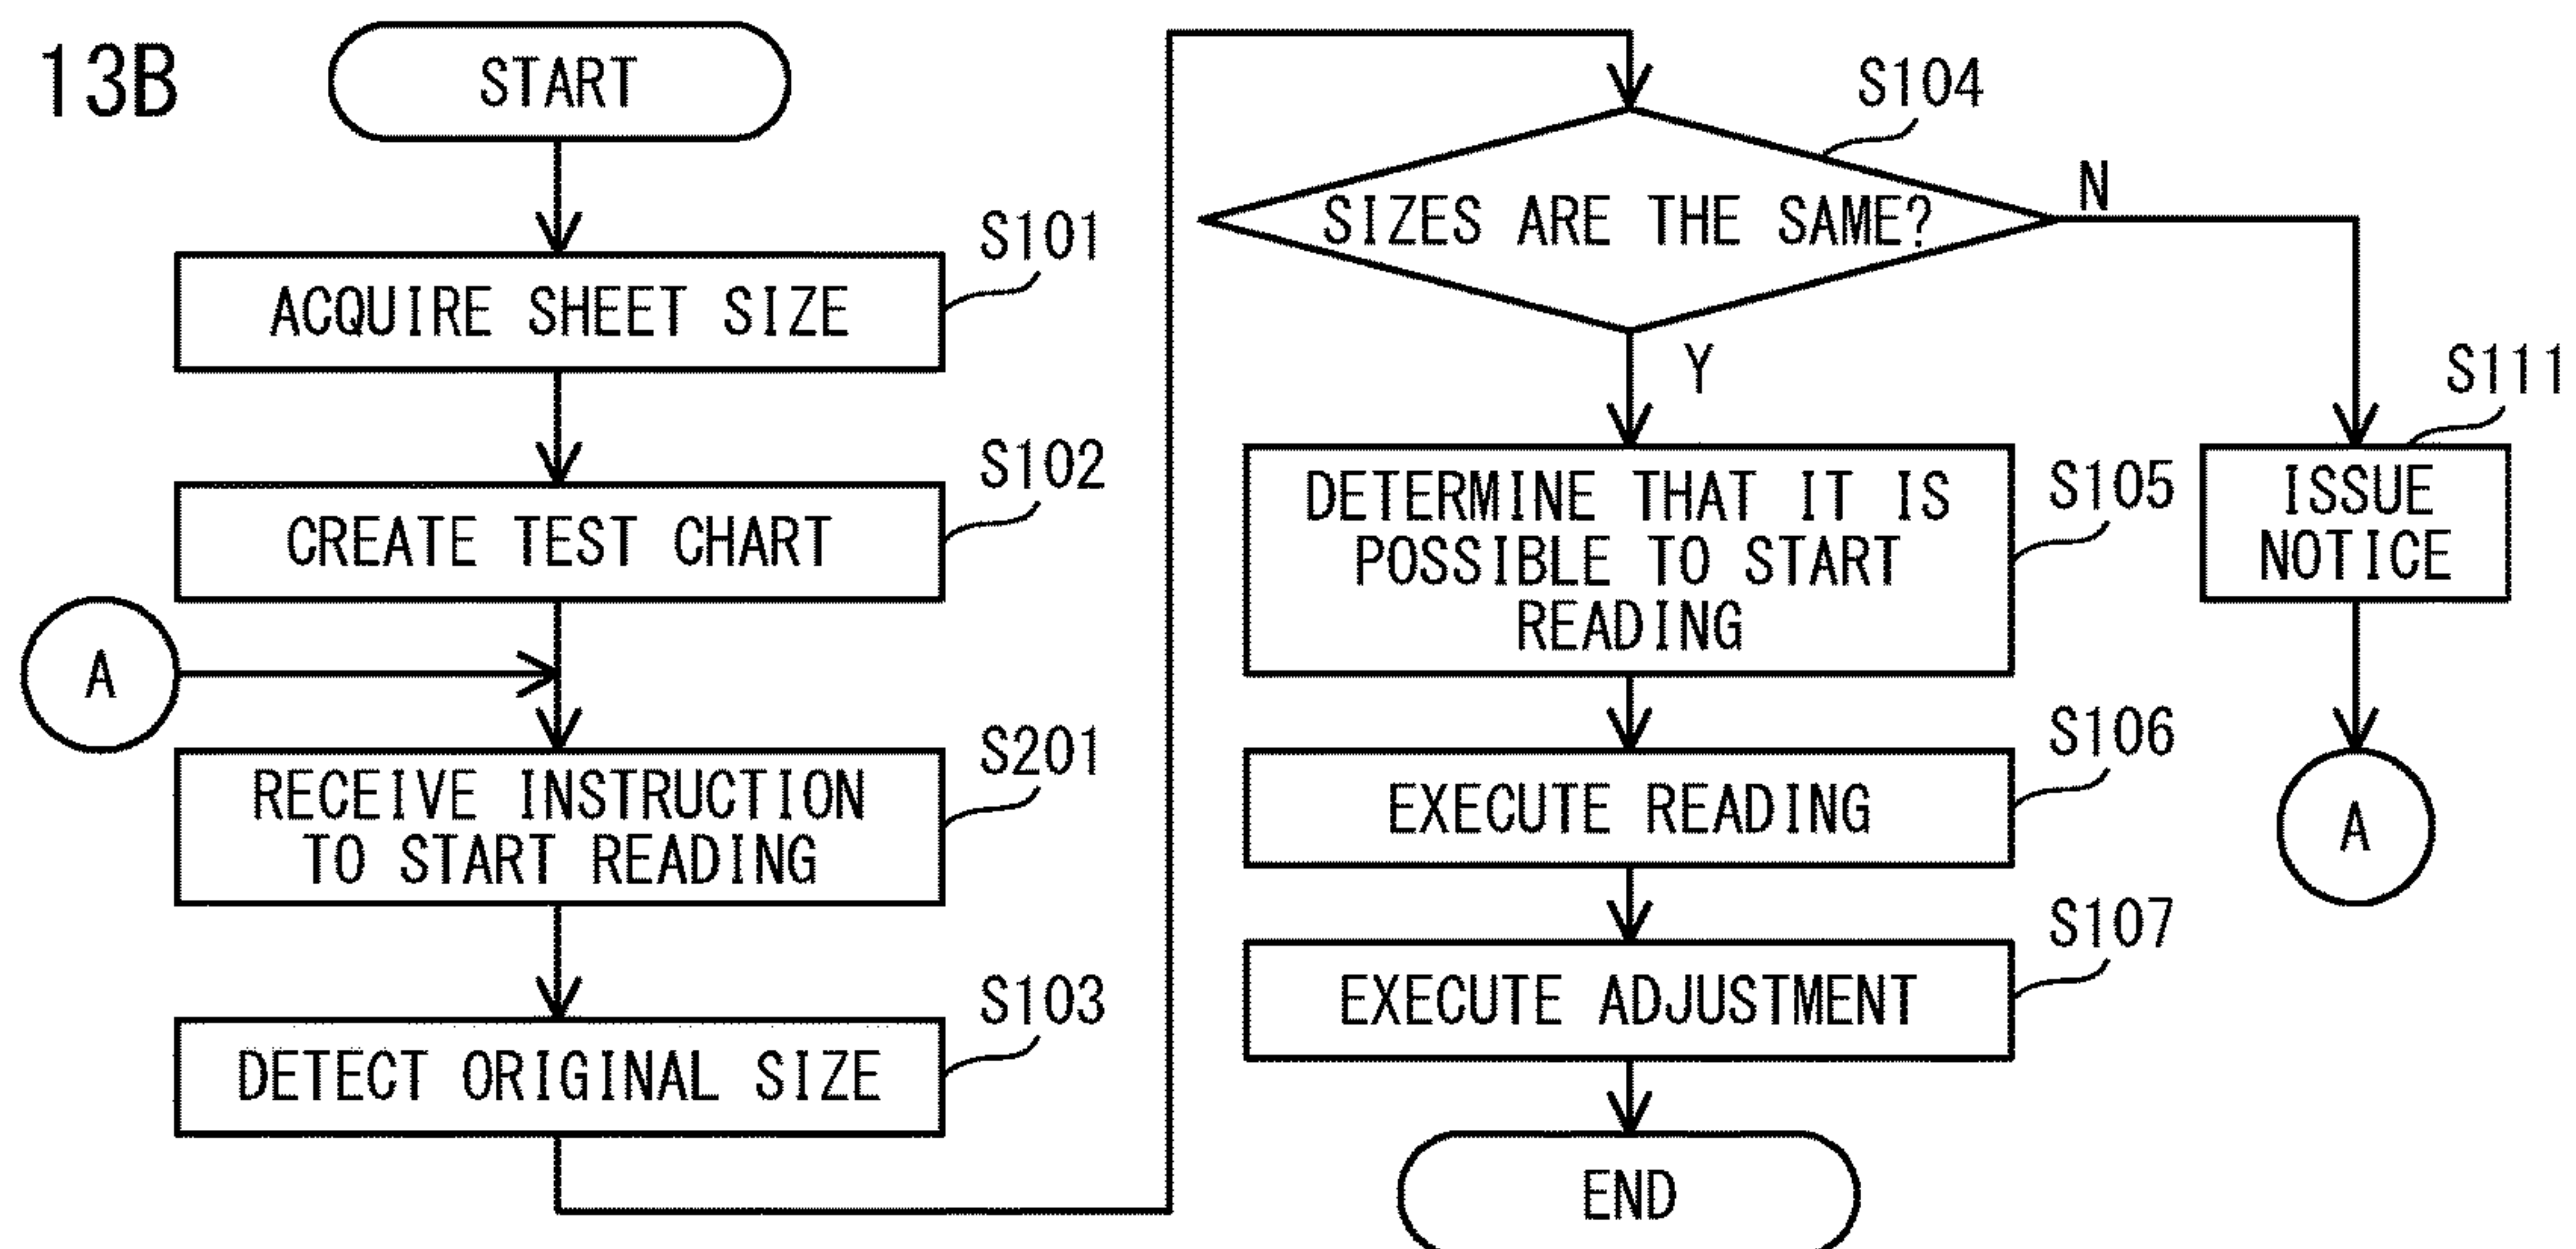 13B
START
S101
ACQUIRE SHEET SIZE
S102
CREATE TEST CHART
A
S201
RECEIVE INSTRUCTION
TO START READING
S103
DETECT ORIGINAL SIZE
S104
SIZES ARE THE SAME?
N
Y
S105
DETERMINE THAT IT IS
POSSIBLE TO START
READING
S106
EXECUTE READING
S107
EXECUTE ADJUSTMENT
END
S111
ISSUE
NOTICE
A